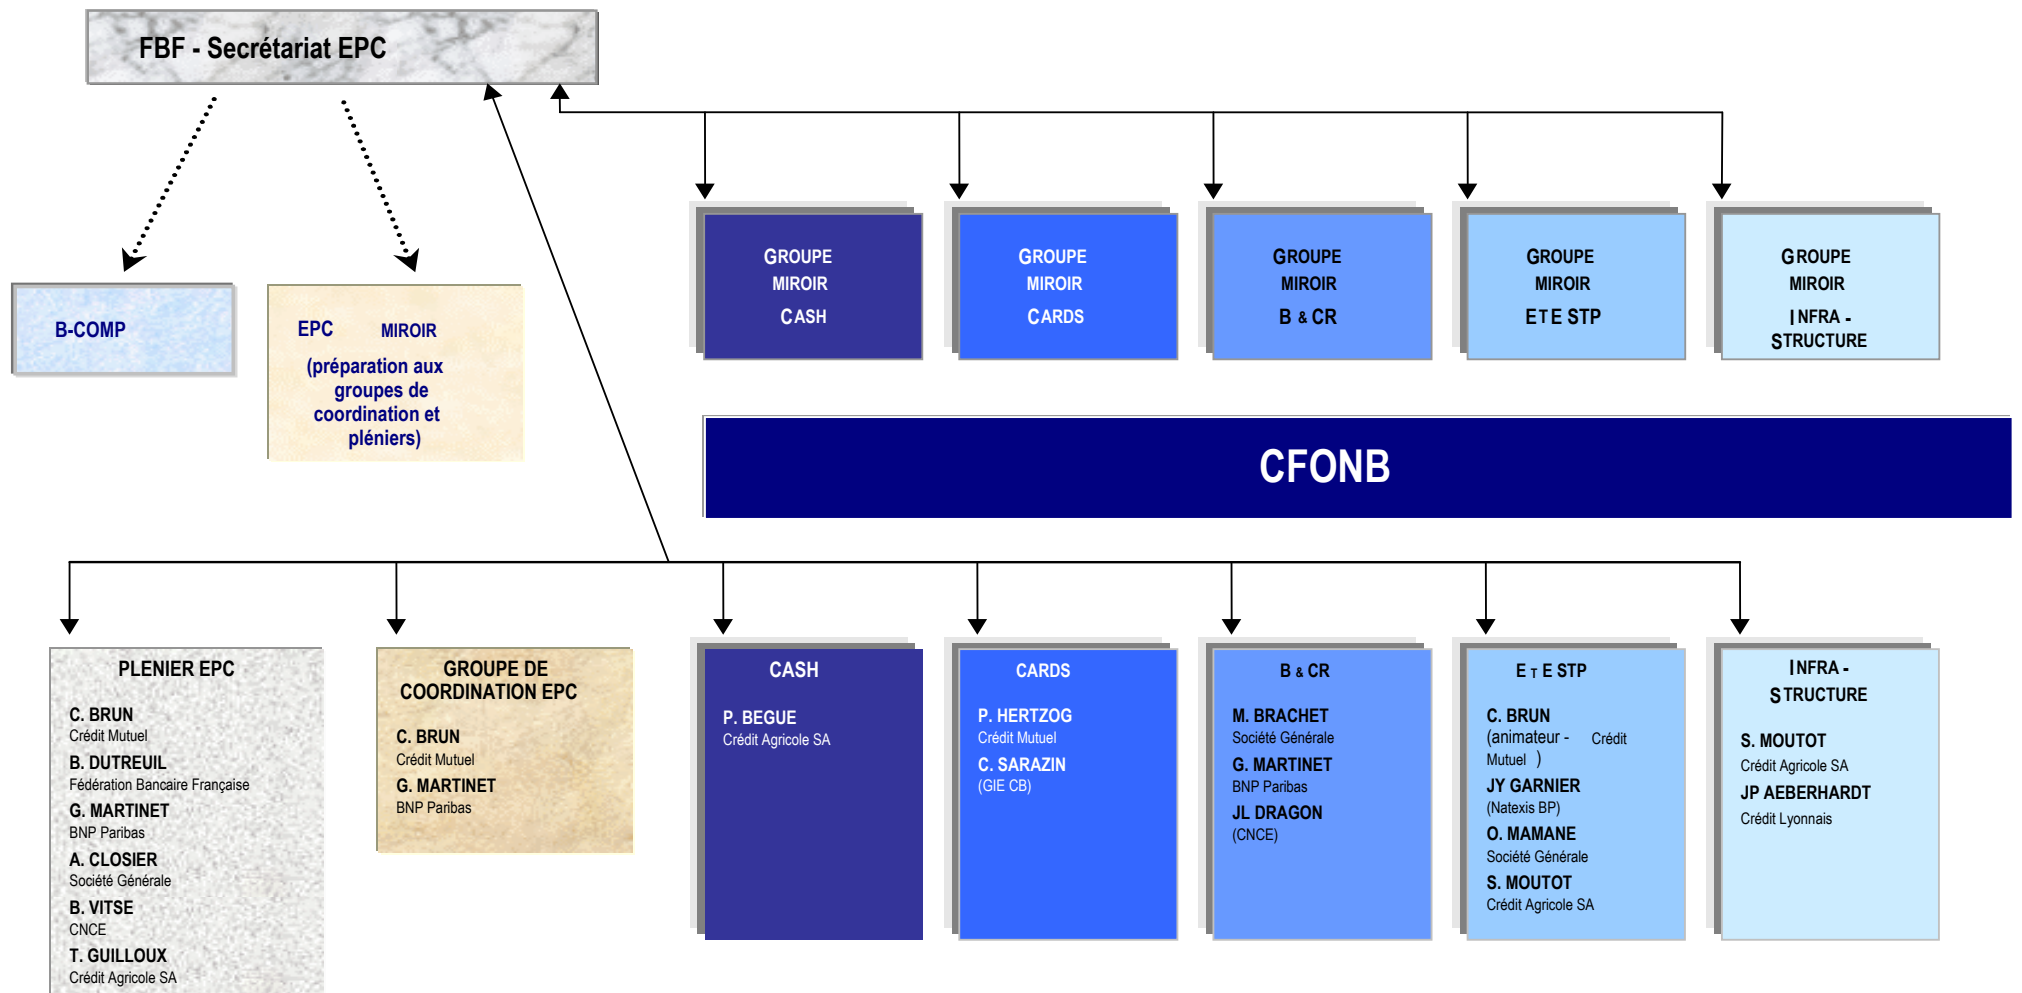 FBF - Secrétariat EPC
B-COMP
EPC MIROIR
(préparation aux
groupes de
coordination et
pléniers)
GROUPE
MIROIR
CASH
GROUPE
MIROIR
CARDS
GROUPE
MIROIR
B & CR
GROUPE
MIROIR
ETE STP
GROUPE
MIROIR
INFRA -
STRUCTURE
CFONB
PLENIER EPC
C. BRUN
Crédit Mutuel
B. DUTREUIL
Fédération Bancaire Française
G. MARTINET
BNP Paribas
A. CLOSIER
Société Générale
B. VITSE
CNCE
T. GUILLOUX
Crédit Agricole SA
GROUPE DE
COORDINATION EPC
C. BRUN
Crédit Mutuel
G. MARTINET
BNP Paribas
CASH
P. BEGUE
Crédit Agricole SA
CARDS
P. HERTZOG
Crédit Mutuel
C. SARAZIN
(GIE CB)
B & CR
M. BRACHET
Société Générale
G. MARTINET
BNP Paribas
JL DRAGON
(CNCE)
E T E STP
C. BRUN
(animateur - Crédit
Mutuel )
JY GARNIER
(Natexis BP)
O. MAMANE
Société Générale
S. MOUTOT
Crédit Agricole SA
INFRA -
STRUCTURE
S. MOUTOT
Crédit Agricole SA
JP AEBERHARDT
Crédit Lyonnais